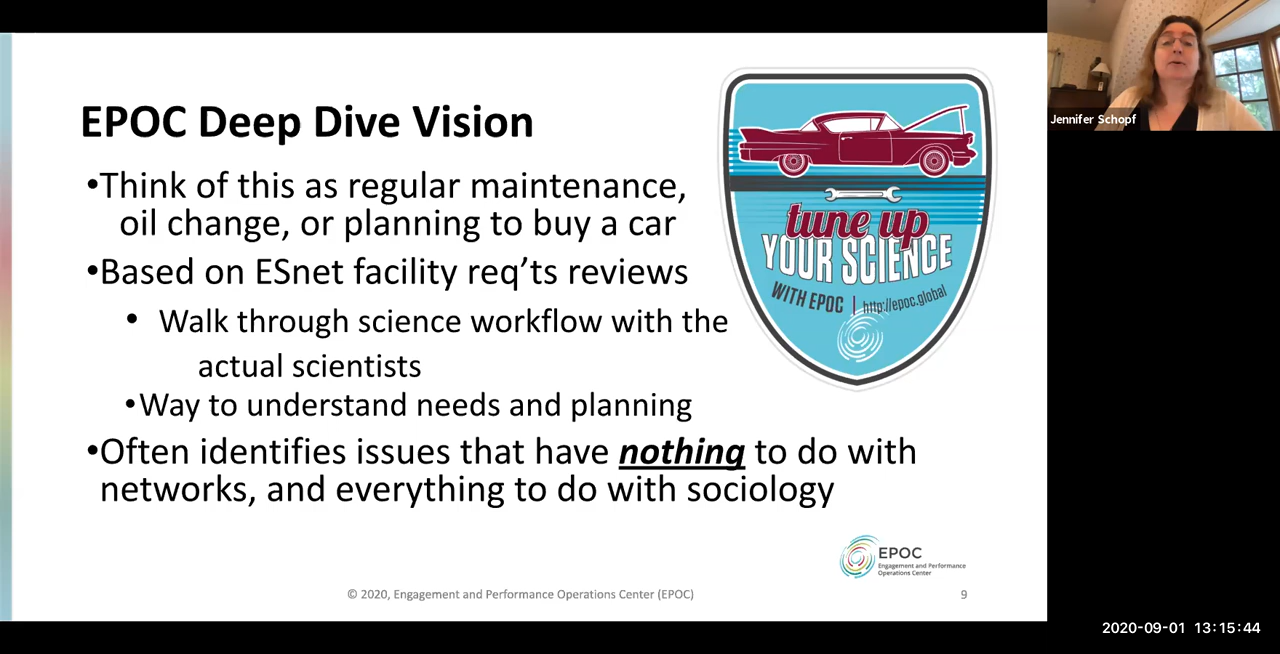 EPOC Deep Dive Vision
•Think of this as regular maintenance,
oil change, or planning to buy a car
•Based on ESnet facility req'ts reviews
• Walk through science workflow with the
actual scientists
•Way to understand needs and planning
•Often identifies issues that have nothing to do with
networks, and everything to do with sociology
tune up
YOUR SCIENCE
WITH EPOC | http://epoc.global
EPOC
Engagement and Performance
Operations Center
© 2020, Engagement and Performance Operations Center (EPOC)
9
Jennifer Schopf
2020-09-01 13:15:44